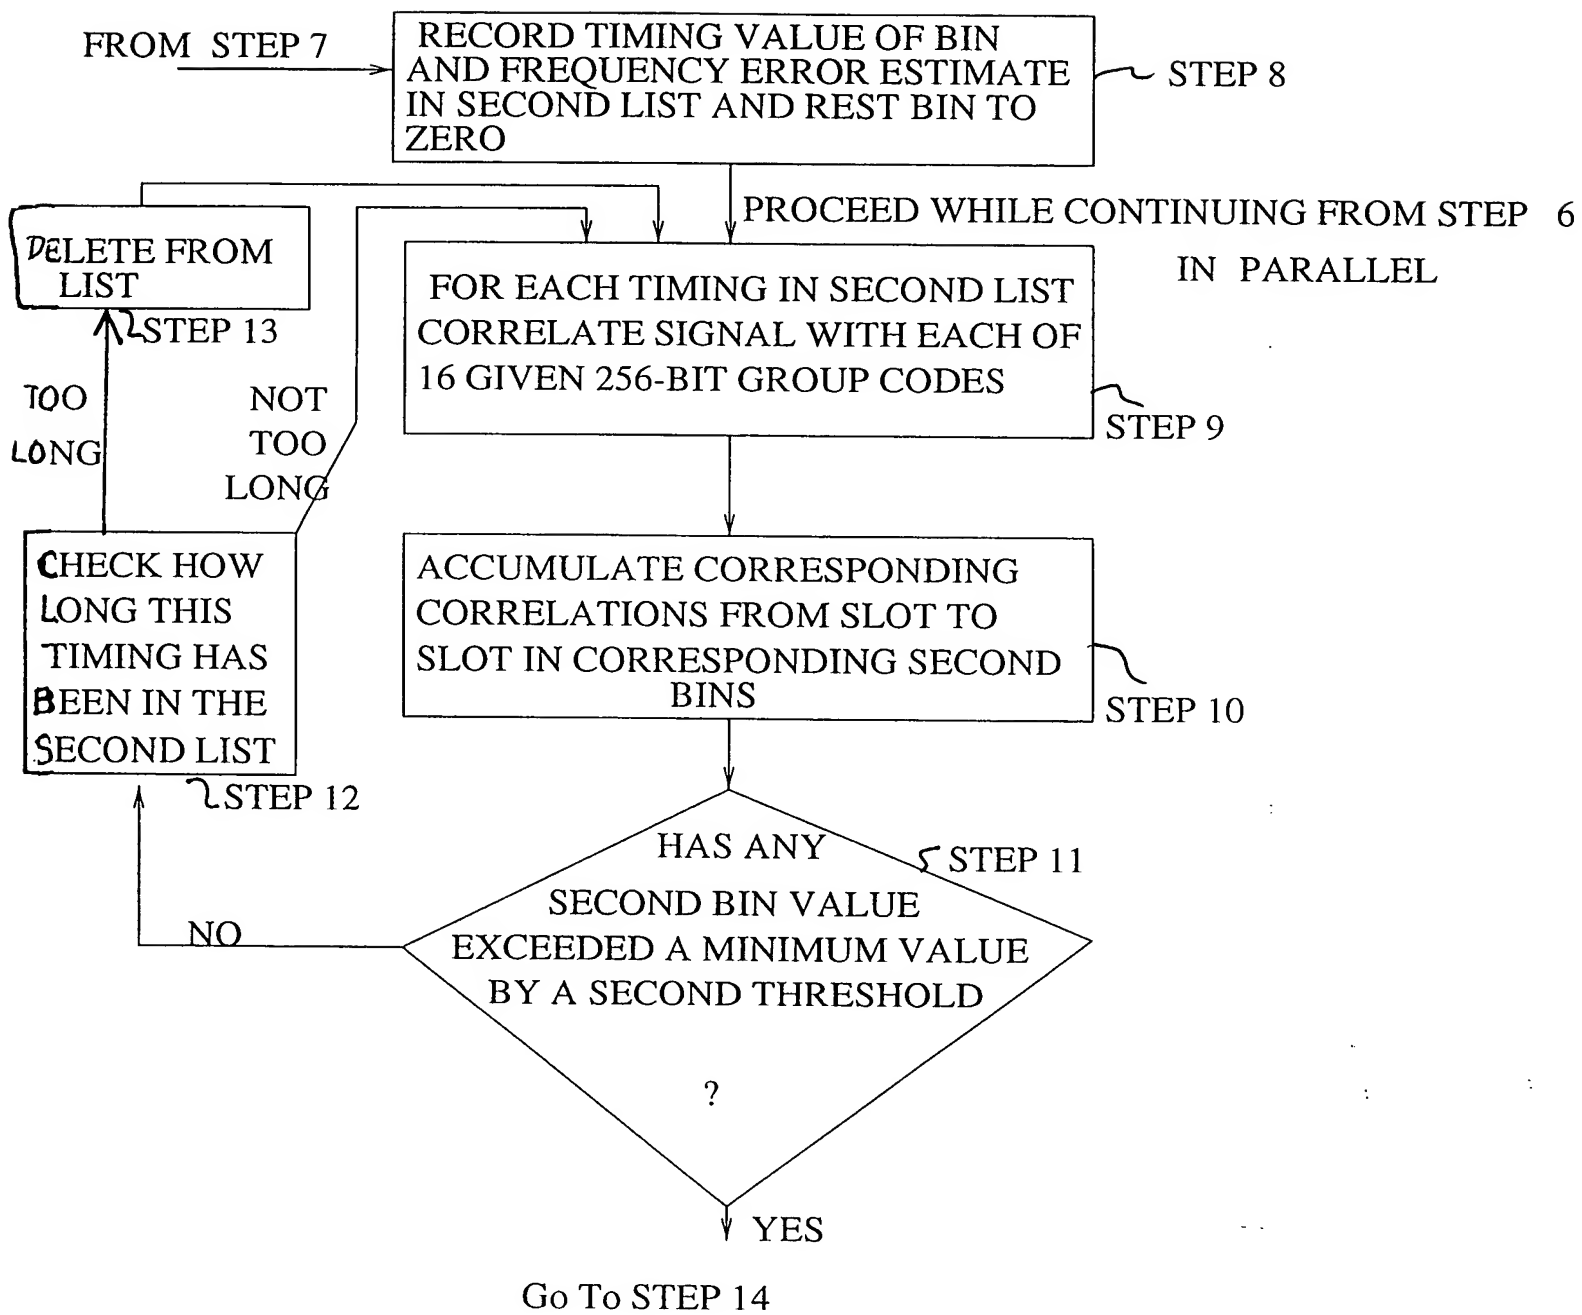 FROM STEP 7
RECORD TIMING VALUE OF BIN
AND FREQUENCY ERROR ESTIMATE
IN SECOND LIST AND REST BIN TO
ZERO
STEP 8
PROCEED WHILE CONTINUING FROM STEP 6
IN PARALLEL
DELETE FROM
LIST
STEP 13
FOR EACH TIMING IN SECOND LIST
CORRELATE SIGNAL WITH EACH OF
16 GIVEN 256-BIT GROUP CODES
STEP 9
TOO
LONG
NOT
TOO
LONG
CHECK HOW
LONG THIS
TIMING HAS
BEEN IN THE
SECOND LIST
STEP 12
ACCUMULATE CORRESPONDING
CORRELATIONS FROM SLOT TO
SLOT IN CORRESPONDING SECOND
BINS
STEP 10
HAS ANY
SECOND BIN VALUE
EXCEEDED A MINIMUM VALUE
BY A SECOND THRESHOLD
?
STEP 11
NO
YES
Go To STEP 14